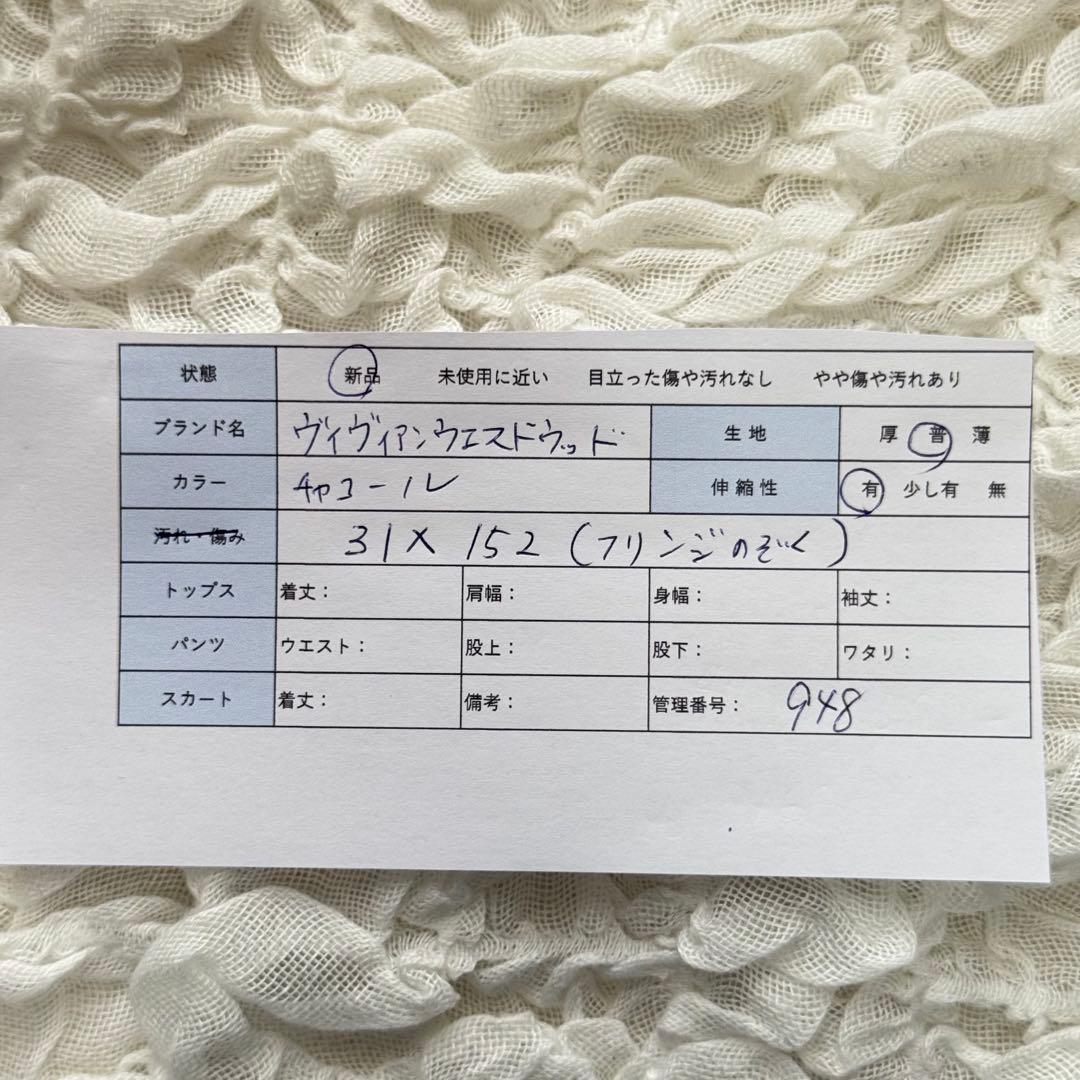 状態 新品 未使用に近い 目立った傷や汚れなし やや傷や汚れあり
ブランド名 ヴィヴィアンウエストウッド 生地 厚 普 薄
カラー チャコール 伸縮性 有 少し有 無
汚れ・傷み 31×152(フリンジのぞく)
トップス 着丈: 肩幅: 身幅: 袖丈:
パンツ ウエスト: 股上: 股下: ワタリ:
スカート 着丈: 備考: 管理番号: 948